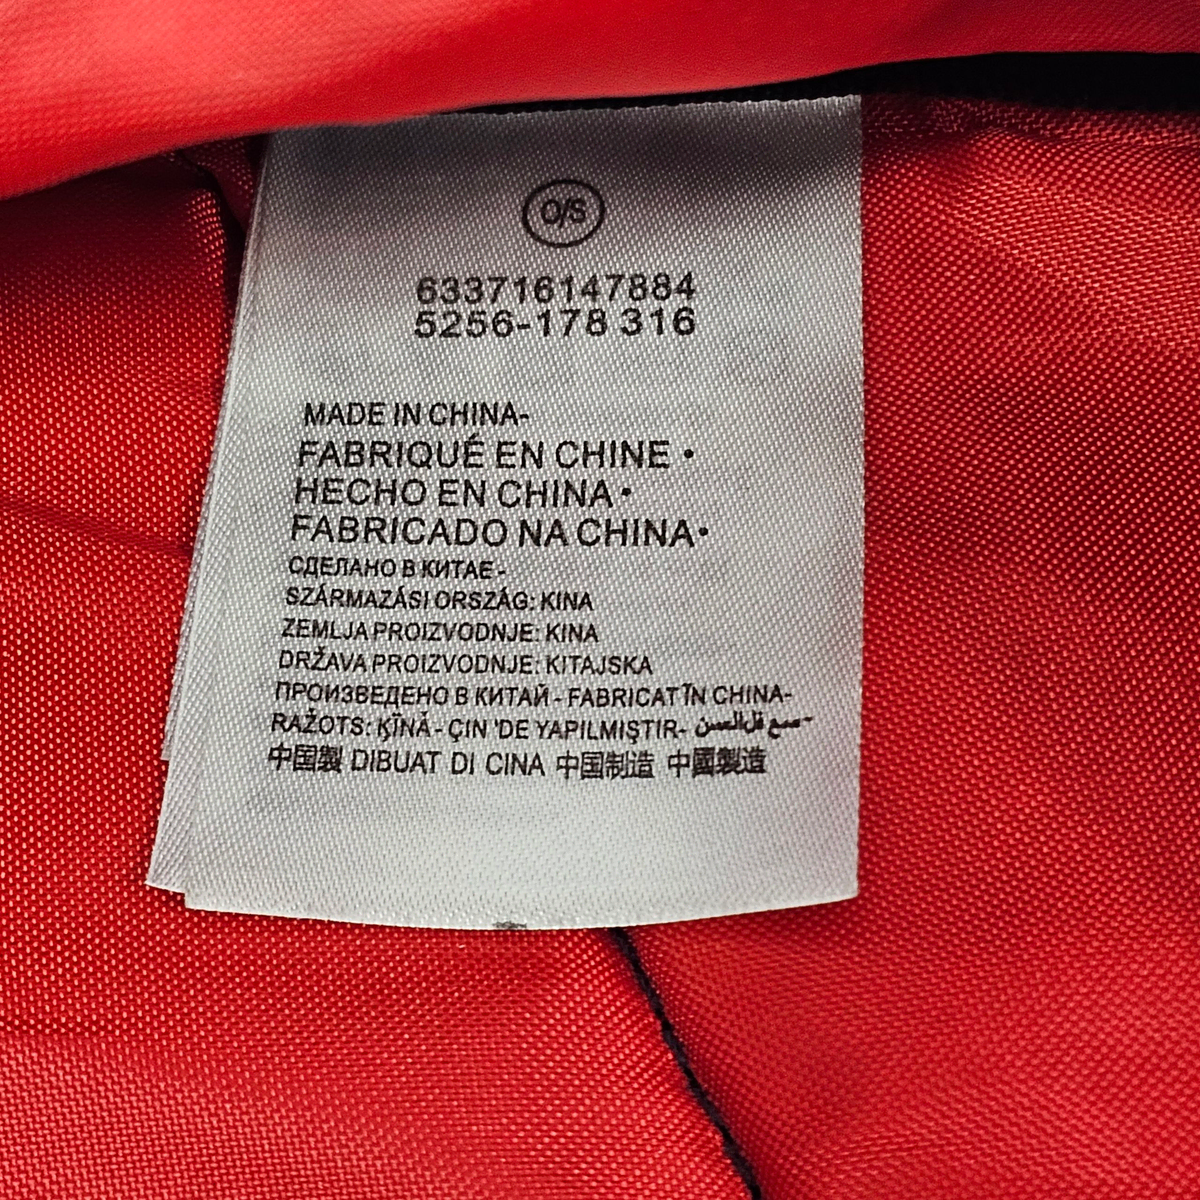 O/S
633716147884
5256-178 316
MADE IN CHINA-
FABRIQUÉ EN CHINE •
HECHO EN CHINA •
FABRICADO NA CHINA•
СДЕЛАНО В КИТАЕ -
SZÁRMAZÁSI ORSZÁG: KINA
ZEMLJA PROIZVODNJE: KINA
DRŽAVA PROIZVODNJE: KITAJSKA
ПРОИЗВЕДЕНО В КИТАЙ - FABRICAT ÎN CHINA-
RAŽOTS: ĶĪNĀ - ÇIN 'DE YAPILMIŞTIR-
中国製 DIBUAT DI CINA 中国制造 中國製造